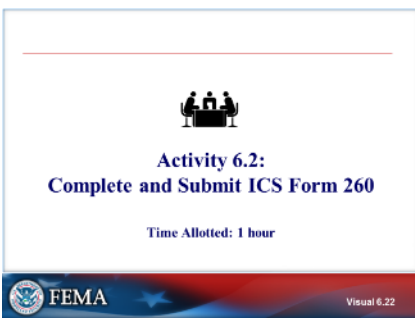 Activity 6.2:
Complete and Submit ICS Form 260
Time Allotted: 1 hour
FEMA
Visual 6.22